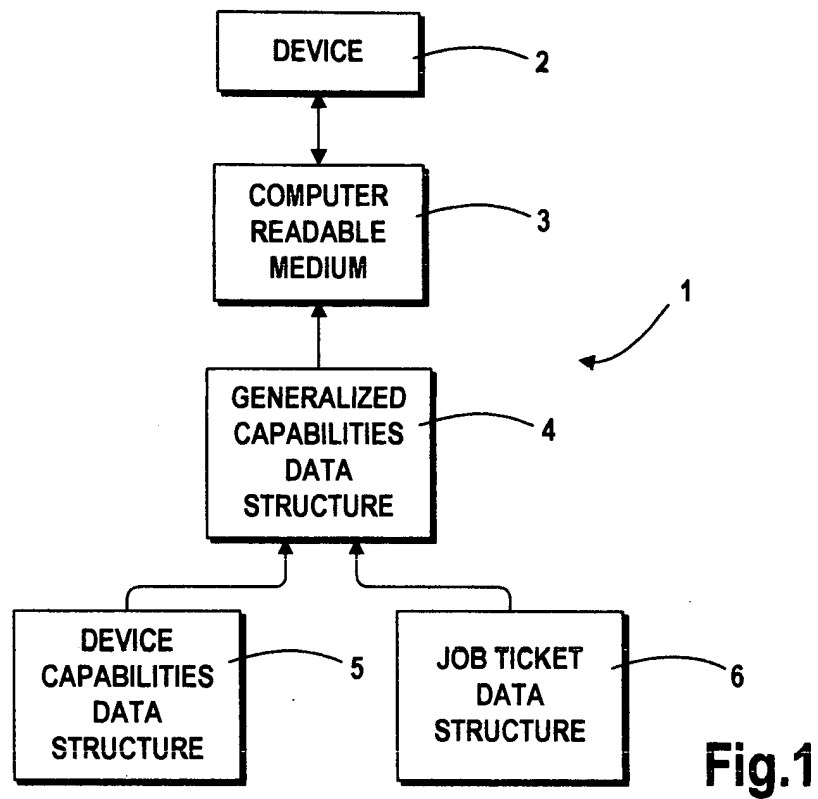 DEVICE
2
COMPUTER
READABLE
MEDIUM
3
1
GENERALIZED
CAPABILITIES
DATA
STRUCTURE
4
DEVICE
CAPABILITIES
DATA
STRUCTURE
5
JOB TICKET
DATA
STRUCTURE
6
Fig.1